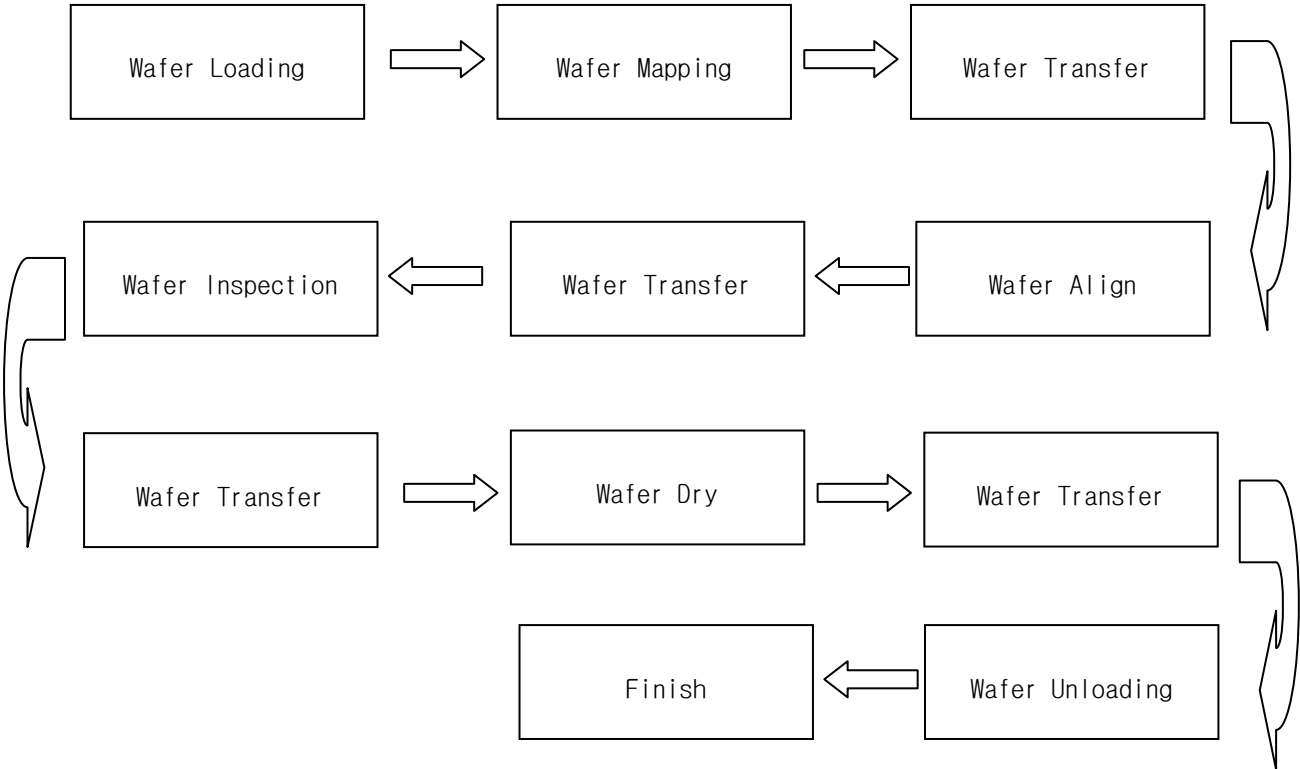 Wafer Loading
Wafer Mapping
Wafer Transfer
Wafer Align
Wafer Transfer
Wafer Inspection
Wafer Transfer
Wafer Dry
Wafer Transfer
Wafer Unloading
Finish